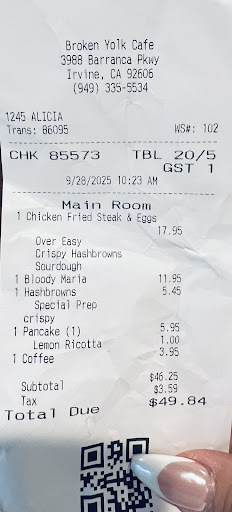 Broken Yolk Cafe
3988 Barranca Pkwy
Irvine, CA 92606
(949) 335-5534
1245 ALICIA
Trans: 86095 WS#: 102
CHK 85573 TBL 20/5
GST 1
9/28/2025 10:23 AM
Main Room
1 Chicken Fried Steak & Eggs
17.95
Over Easy
Crispy Hashbrowns
Sourdough
1 Bloody Maria 11.95
1 Hashbrowns 5.45
Special Prep
crispy
1 Pancake (1) 5.95
Lemon Ricotta 1.00
1 Coffee 3.95
Subtotal $46.25
Tax $3.59
Total Due $49.84